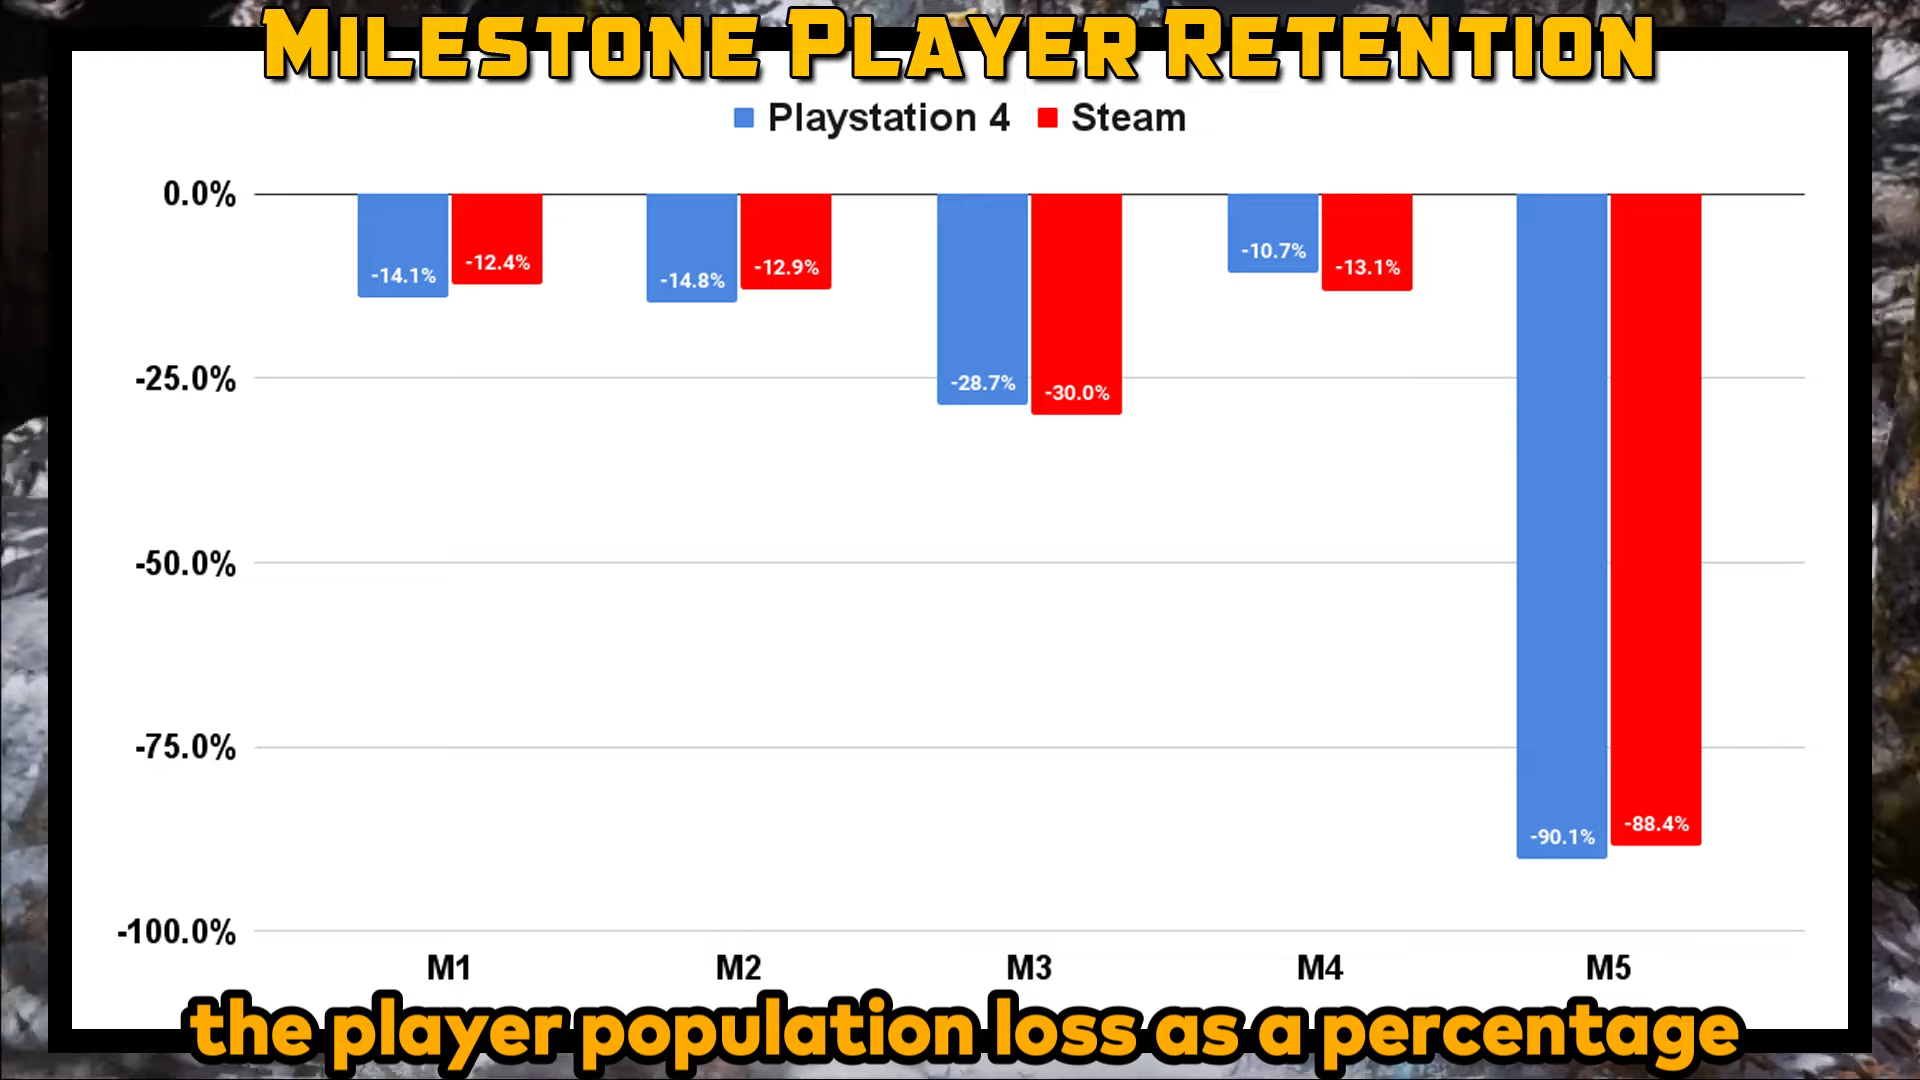 MILESTONE PLAYER RETENTION
Playstation 4 Steam
0.0%
-14.1% -12.4% -14.8% -12.9% -28.7% -30.0% -10.7% -13.1% -90.1% -88.4%
-25.0%
-50.0%
-75.0%
-100.0%
M1 M2 M3 M4 M5
the player population loss as a percentage